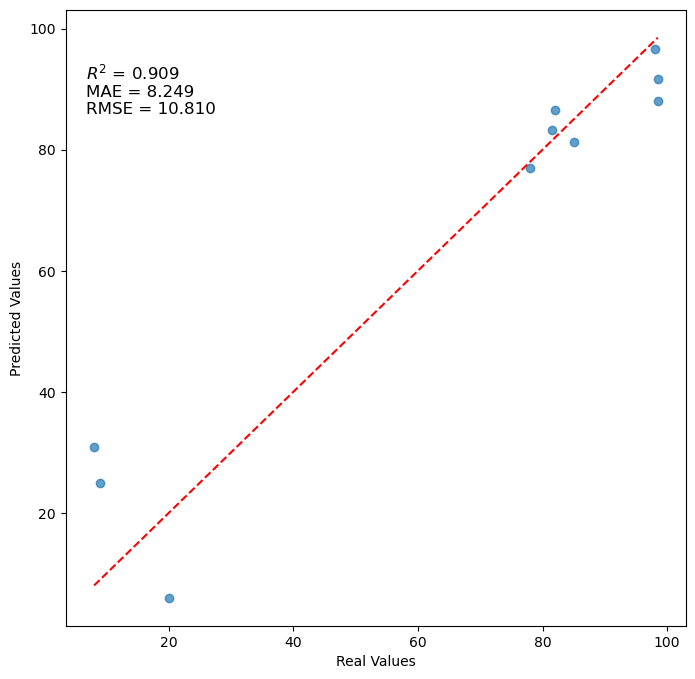 100
80
60
40
20
Predicted Values
R² = 0.909
MAE = 8.249
RMSE = 10.810
20 40 60 80 100
Real Values